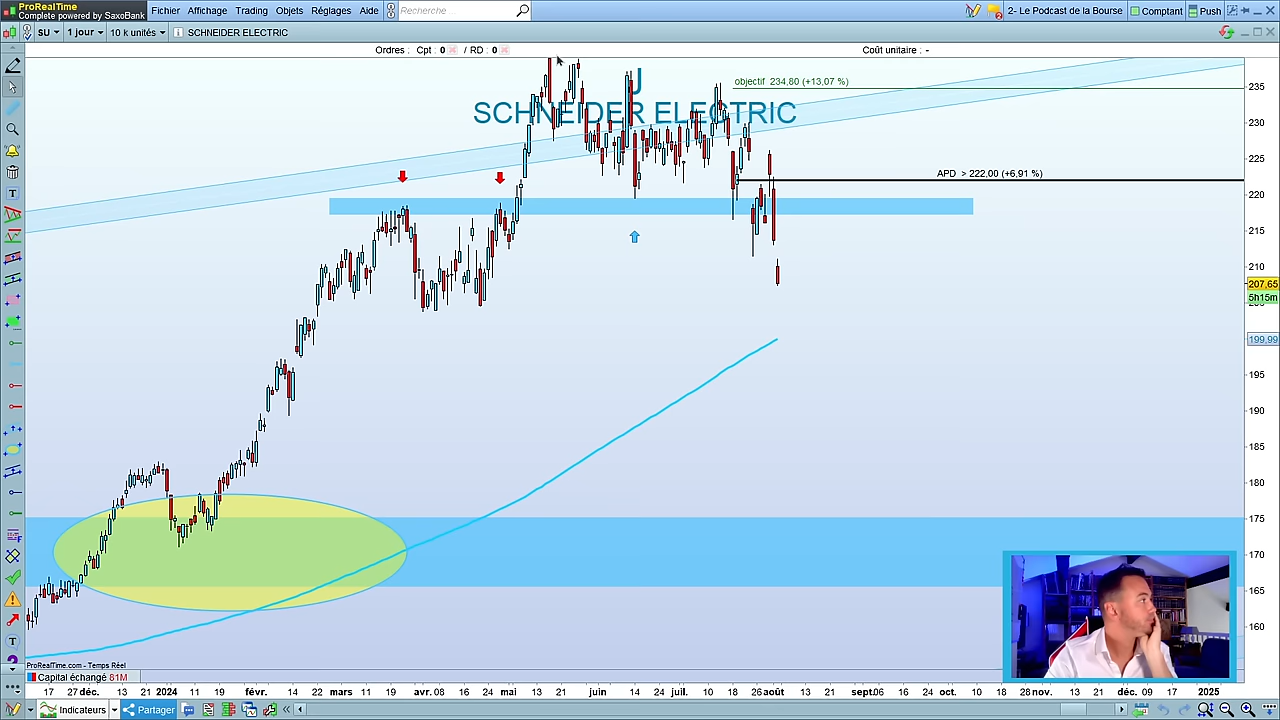 ProRealTime
Complete powered by SaxoBank
Fichier Affichage Trading Objets Réglages Aide Recherche 2- Le Podcast de la Bourse Comptant Push
SU 1 jour 10 k unités i SCHNEIDER ELECTRIC
Ordres : Cpt : 0 / RD : 0 Coût unitaire : -
J
SCHNEIDER ELECTRIC
objectif 234,80 (+13,07 %)
APD > 222,00 (+6,91 %)
235
230
225
220
215
210
207.65
5h15m
199,99
195
190
185
180
175
170
165
160
ProRealTime.com - Temps Réel
Capital échangé 81M
17 27 déc. 13 21 2024 11 19 févr. 14 22 mars 11 19 avr. 08 16 24 mai 13 21 juin 14 24 juil. 10 18 26 août 13 21 sept. 06 16 24 oct. 10 18 28 nov. 13 21 déc. 09 17 2025
Indicateurs Partager